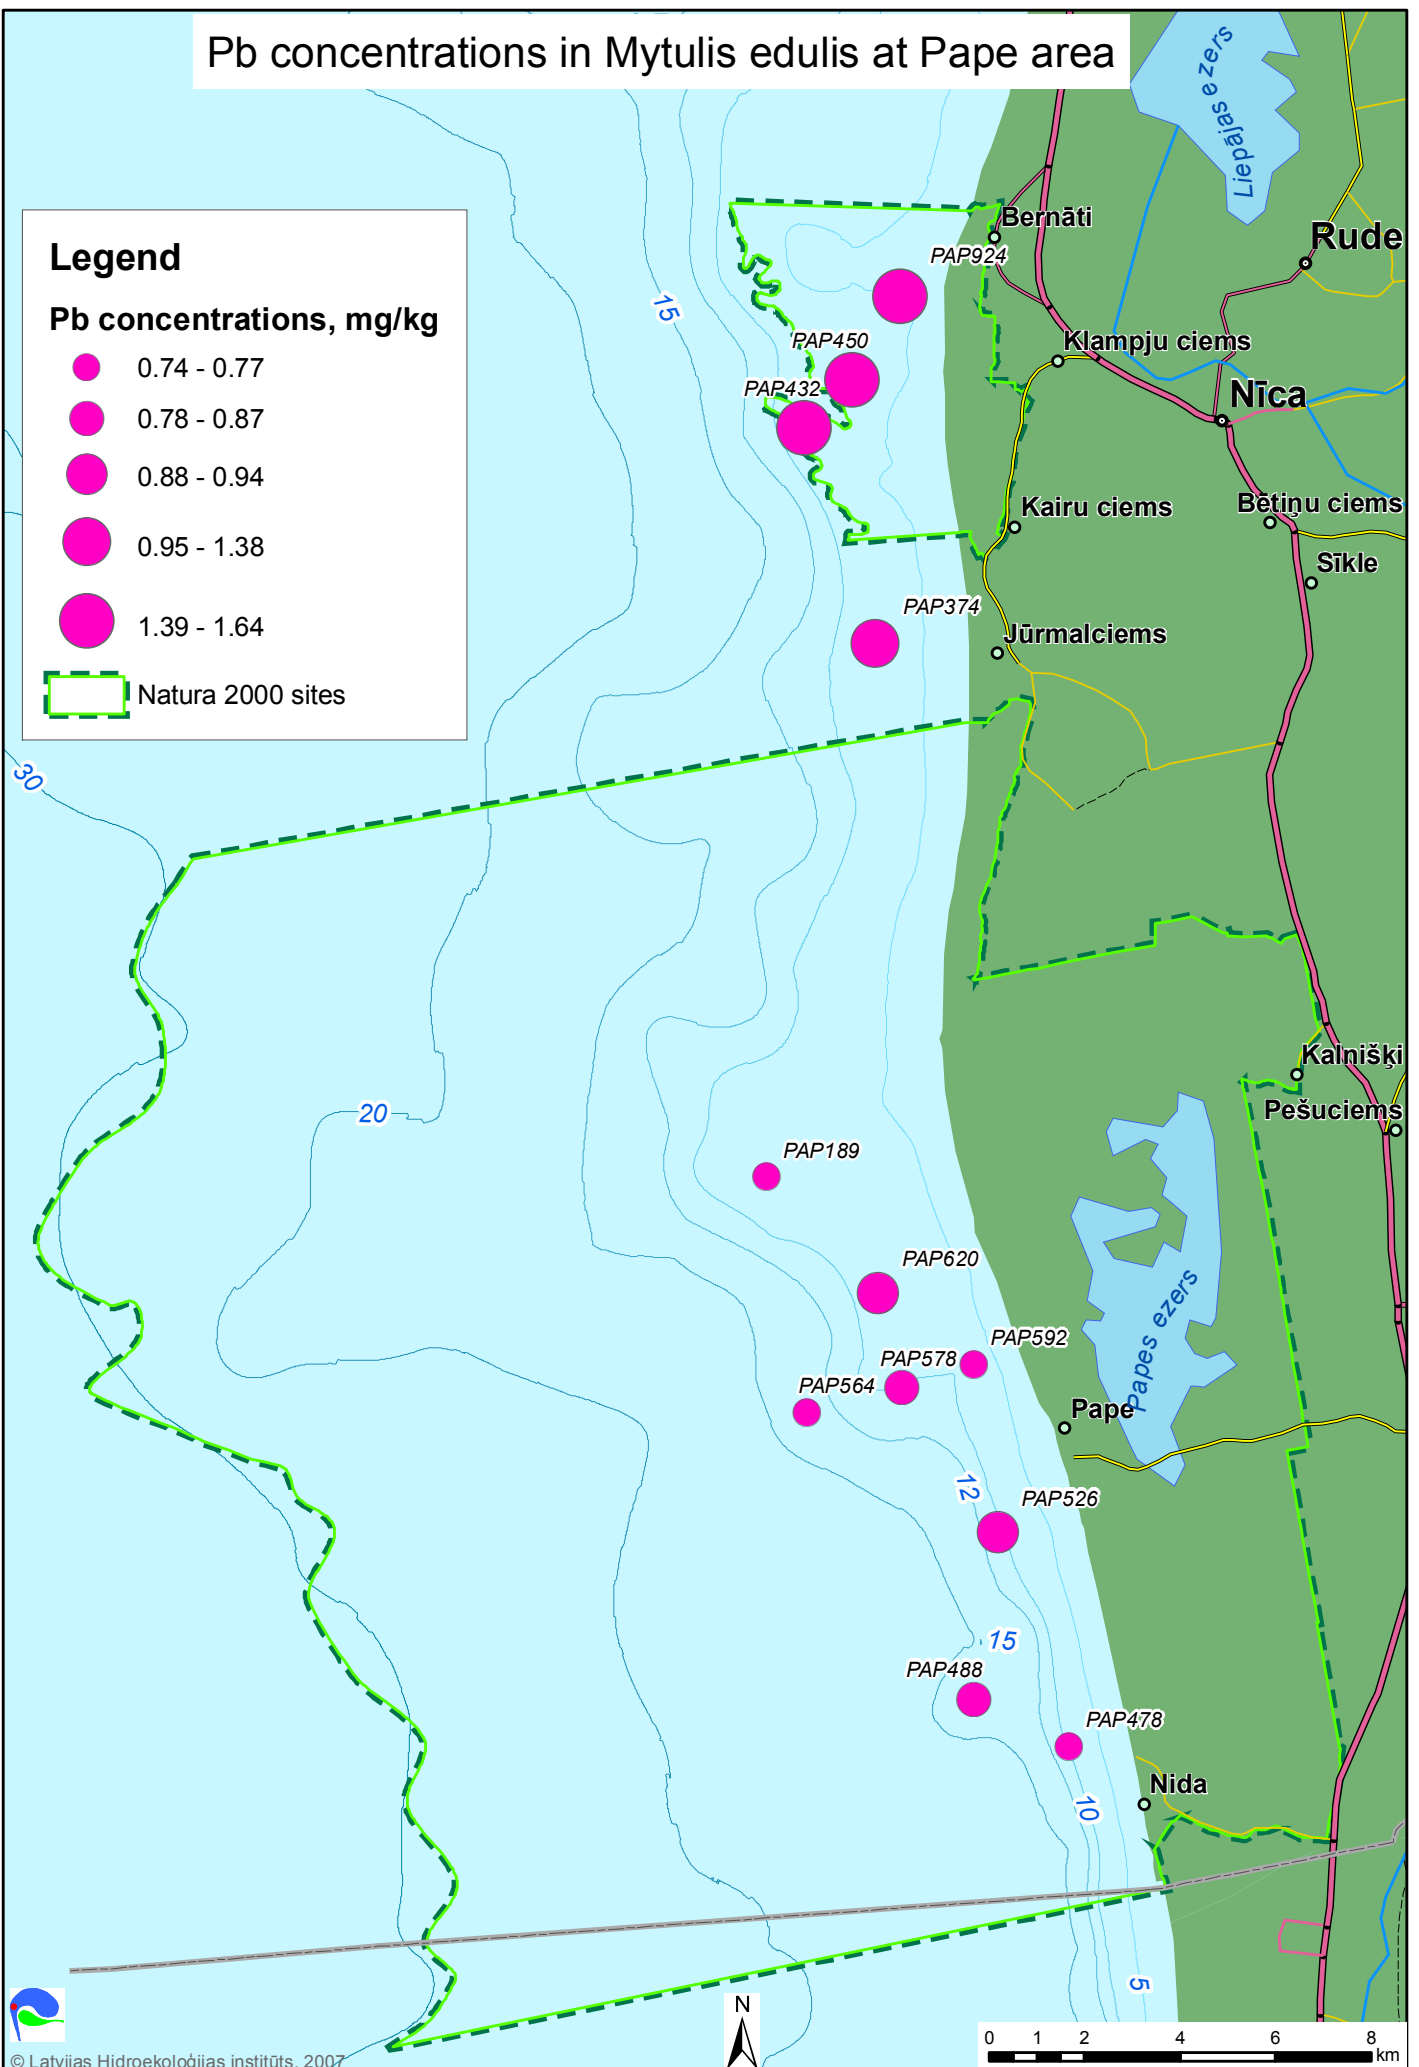 Pb concentrations in Mytulis edulis at Pape area
Liepājas ezers
Legend
Pb concentrations, mg/kg
0.74 - 0.77
0.78 - 0.87
0.88 - 0.94
0.95 - 1.38
1.39 - 1.64
Natura 2000 sites
Bernāti
Rude
PAP924
15
PAP450
Klampju ciems
PAP432
Nīca
Kairu ciems
Bētiņu ciems
Sīkle
PAP374
Jūrmalciems
30
Kalnišķi
20
Pešuciems
PAP189
PAP620
Papes ezers
PAP592
PAP578
PAP564
Pape
12
PAP526
15
PAP488
PAP478
Nida
10
5
N
0 1 2 4 6 8
km
© Latvijas Hidroekoloģijas institūts, 2007